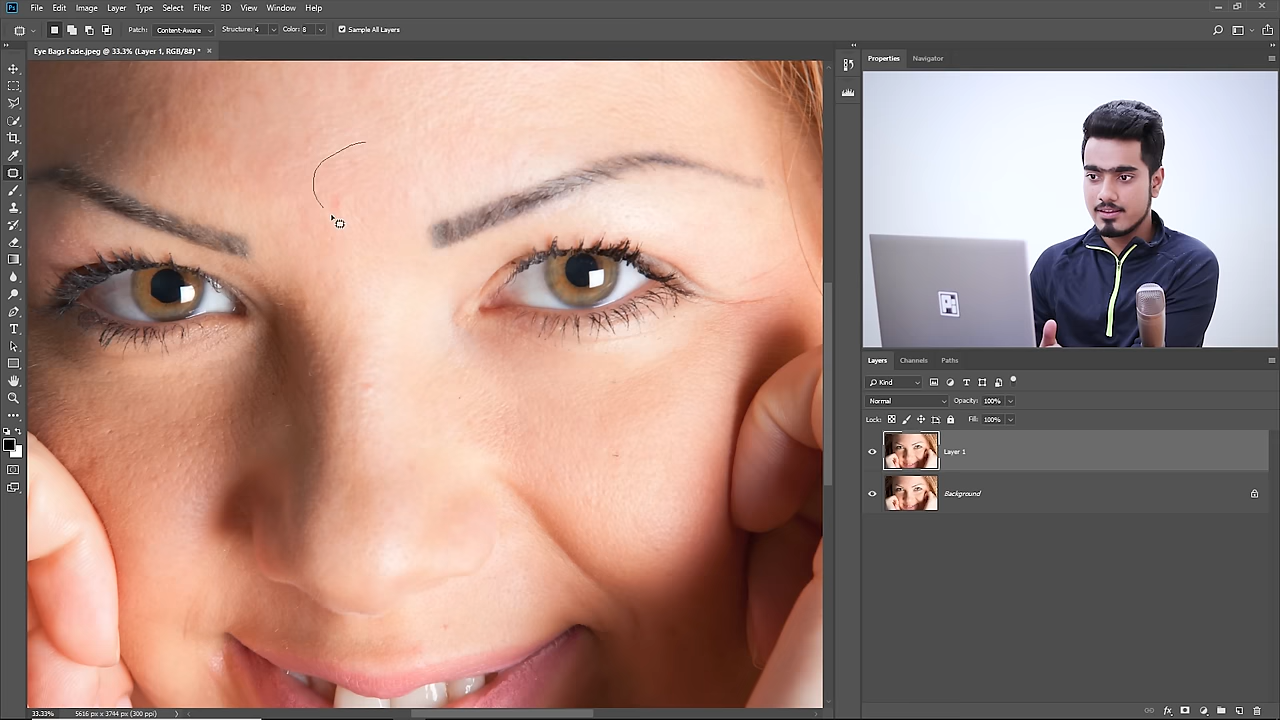 Ps File Edit Image Layer Type Select Filter 3D View Window Help
Patch: Content-Aware Structure: 4 Color: 8 Sample All Layers
Eye Bags Fade.jpeg @ 33.3% (Layer 1, RGB/8#) * ×
Properties Navigator
Layers Channels Paths
Kind
Normal Opacity: 100%
Lock: Fill: 100%
Layer 1
Background
33.33% 5616 px x 3744 px (300 ppi)